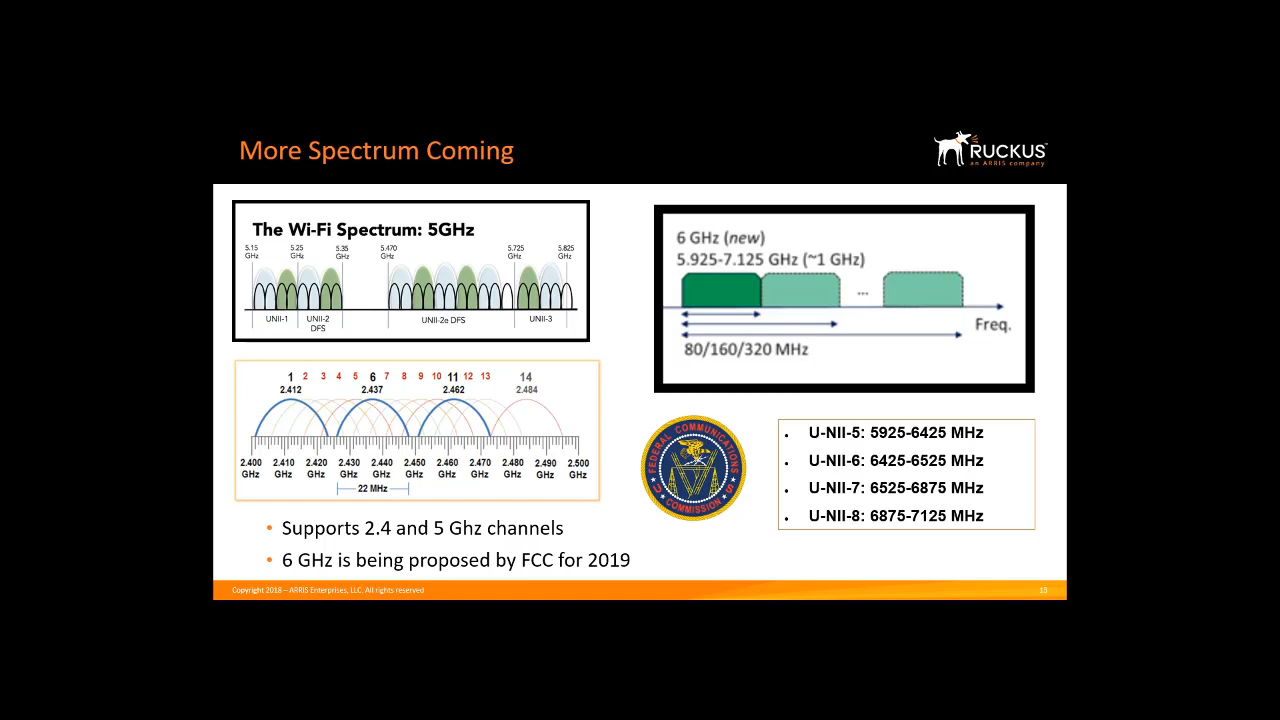 More Spectrum Coming
RUCKUS
an ARRIS company
The Wi-Fi Spectrum: 5GHz
5.15 5.25 5.35 5.470 5.725 5.825
GHz GHz GHz GHz GHz GHz
UNII-1 UNII-2 UNII-2e DFS UNII-3
DFS
6 GHz (new)
5.925-7.125 GHz (~1 GHz)
...
Freq.
80/160/320 MHz
1 2 3 4 5 6 7 8 9 10 11 12 13 14
2.412 2.437 2.462 2.484
2.400 2.410 2.420 2.430 2.440 2.450 2.460 2.470 2.480 2.490 2.500
GHz GHz GHz GHz GHz GHz GHz GHz GHz GHz GHz
22 MHz
FEDERAL COMMUNICATIONS
COMMISSION
U S
• U-NII-5: 5925-6425 MHz
• U-NII-6: 6425-6525 MHz
• U-NII-7: 6525-6875 MHz
• U-NII-8: 6875-7125 MHz
• Supports 2.4 and 5 Ghz channels
• 6 GHz is being proposed by FCC for 2019
Copyright 2018 – ARRIS Enterprises, LLC. All rights reserved
15